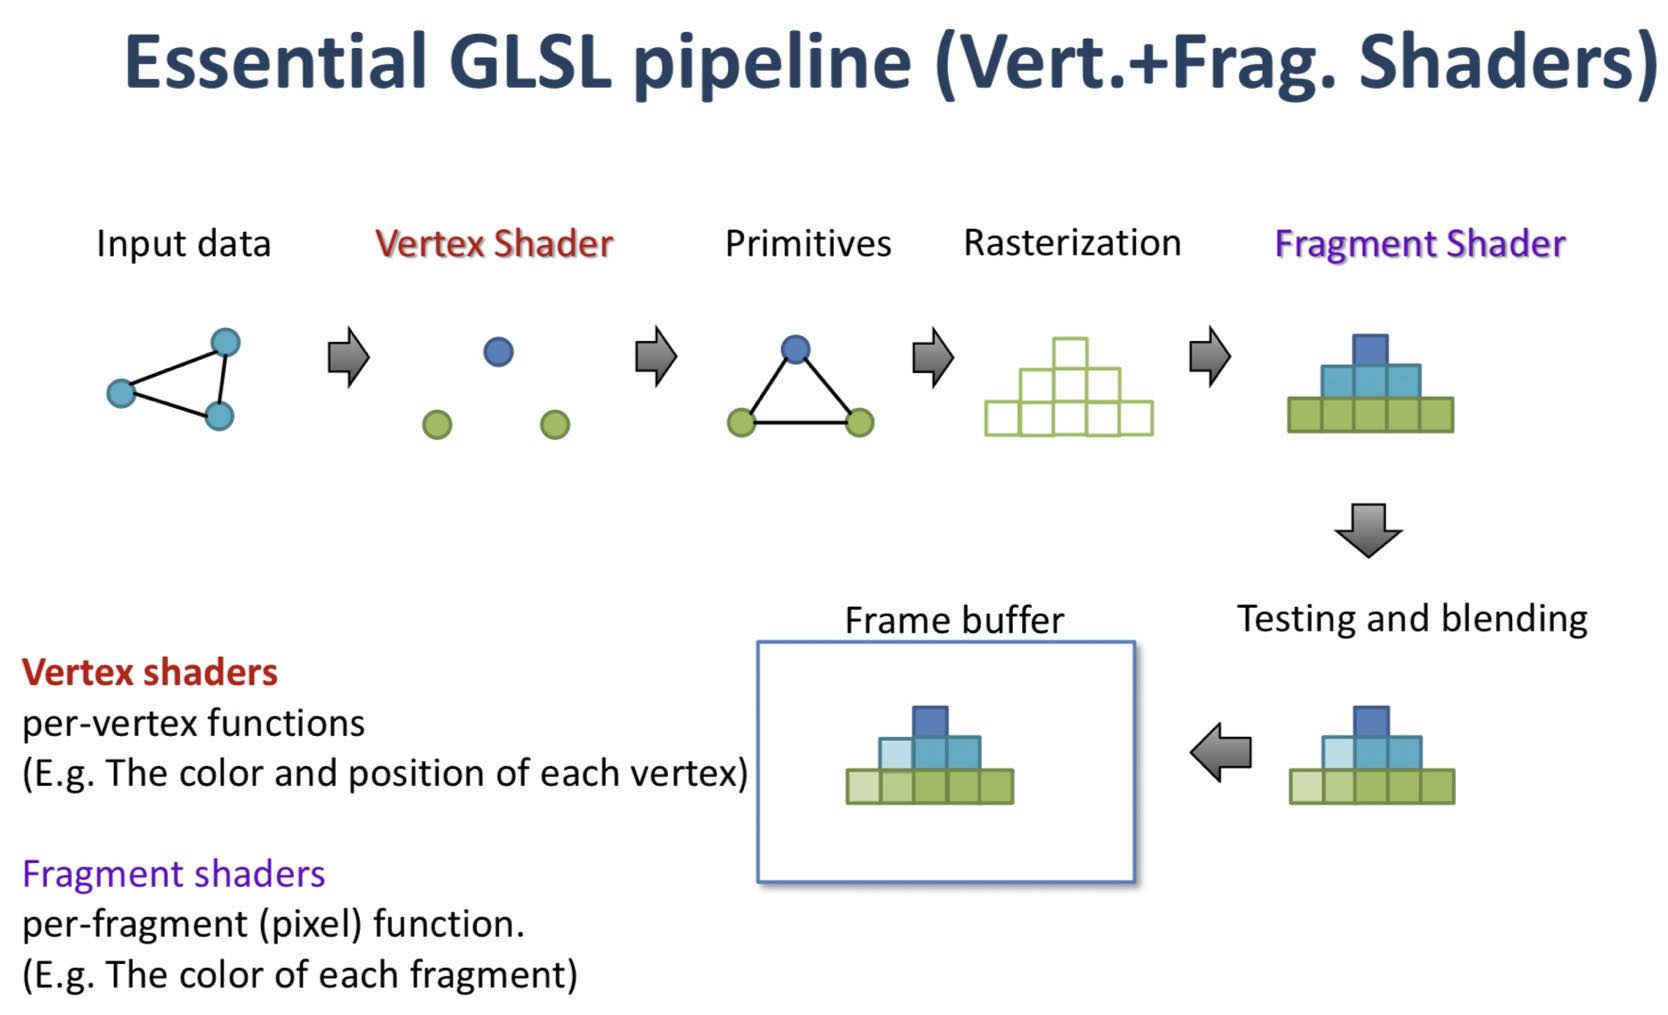 Essential GLSL pipeline (Vert.+Frag. Shaders)
Input data
Vertex Shader
Primitives
Rasterization
Fragment Shader
Testing and blending
Frame buffer
Vertex shaders
per-vertex functions
(E.g. The color and position of each vertex)
Fragment shaders
per-fragment (pixel) function.
(E.g. The color of each fragment)